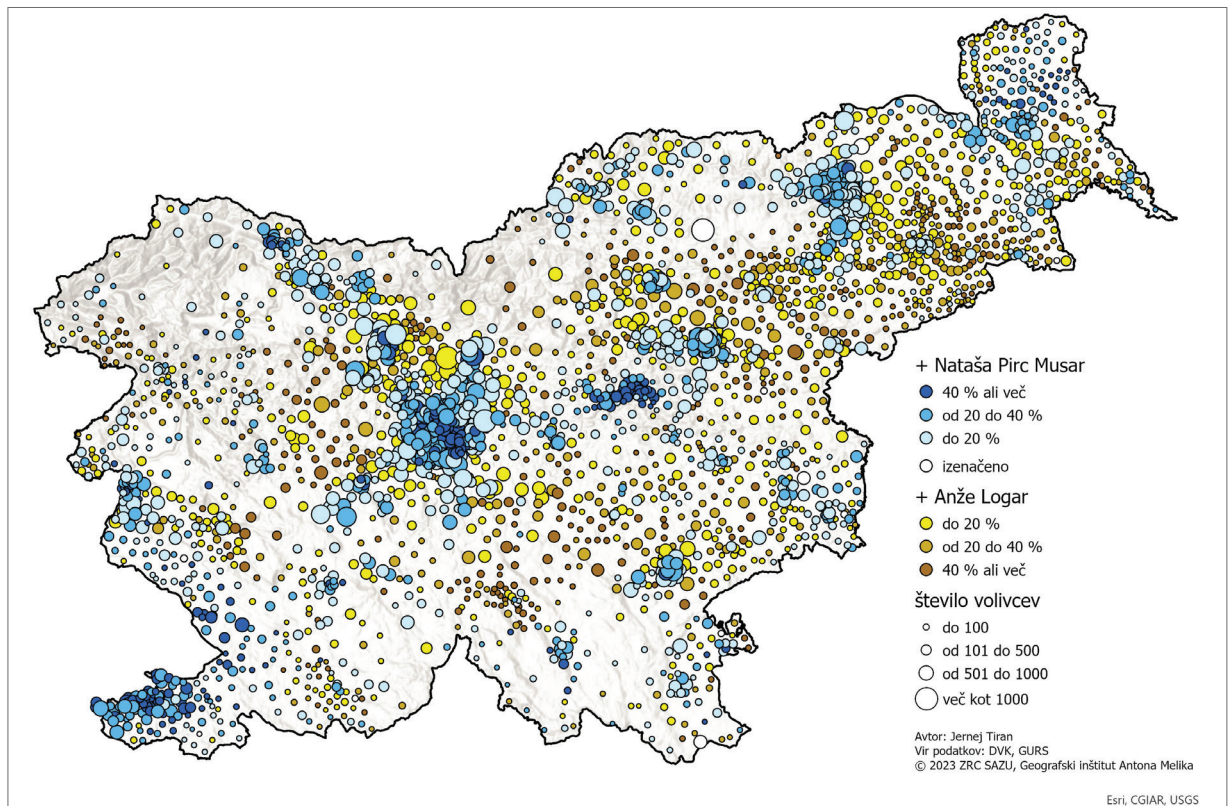 + Nataša Pirc Musar
40 % ali več
od 20 do 40 %
do 20 %
izenačeno
+ Anže Logar
do 20 %
od 20 do 40 %
40 % ali več
število volivcev
do 100
od 101 do 500
od 501 do 1000
več kot 1000
Avtor: Jernej Tiran
Vir podatkov: DVK, GURS
© 2023 ZRC SAZU, Geografski inštitut Antona Melika
Esri, CGIAR, USGS